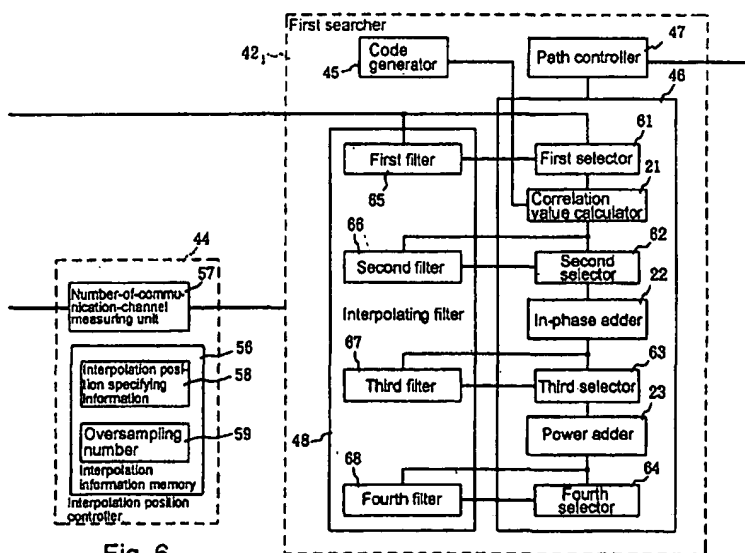 First searcher
42₁
45
Code
generator
Path controller
47
46
First filter
65
First selector
61
Correlation
value calculator
21
44
Number-of-commu-
nication-channel
measuring unit
57
56
Interpolation posi-
tion specifying
information
58
Oversampling
number
59
Interpolation
information memory
Interpolation position
controller
66
Second filter
Second
selector
62
Interpolating filter
In-phase adder
22
67
Third filter
Third selector
63
48
Power adder
23
68
Fourth filter
Fourth
selector
64
Fig. 6